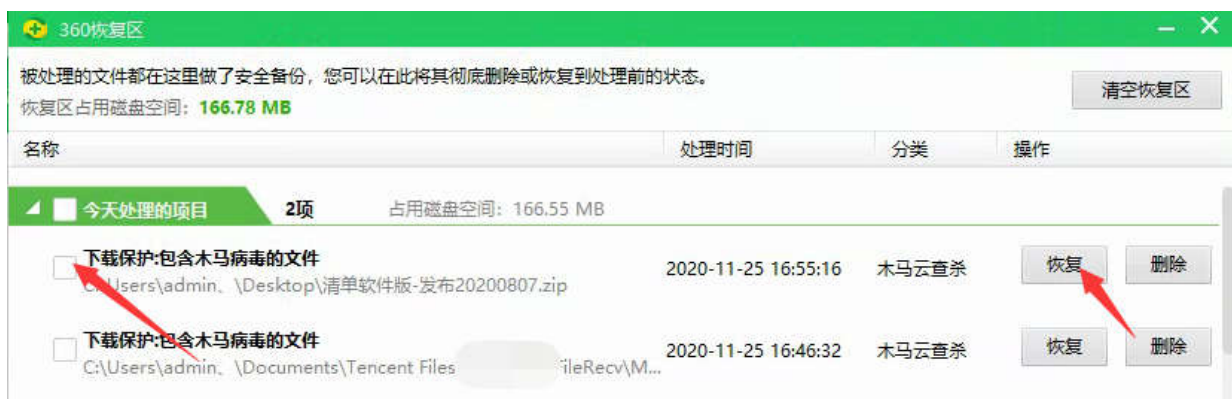 360恢复区
被处理的文件都在这里做了安全备份，您可以在此将其彻底删除或恢复到处理前的状态。
恢复区占用磁盘空间：166.78 MB
清空恢复区
名称 处理时间 分类 操作
今天处理的项目 2项 占用磁盘空间：166.55 MB
下载保护:包含木马病毒的文件
C:\Users\admin、\Desktop\清单软件版-发布20200807.zip
2020-11-25 16:55:16 木马云查杀 恢复 删除
下载保护:包含木马病毒的文件
C:\Users\admin、\Documents\Tencent Files ileRecv\M...
2020-11-25 16:46:32 木马云查杀 恢复 删除